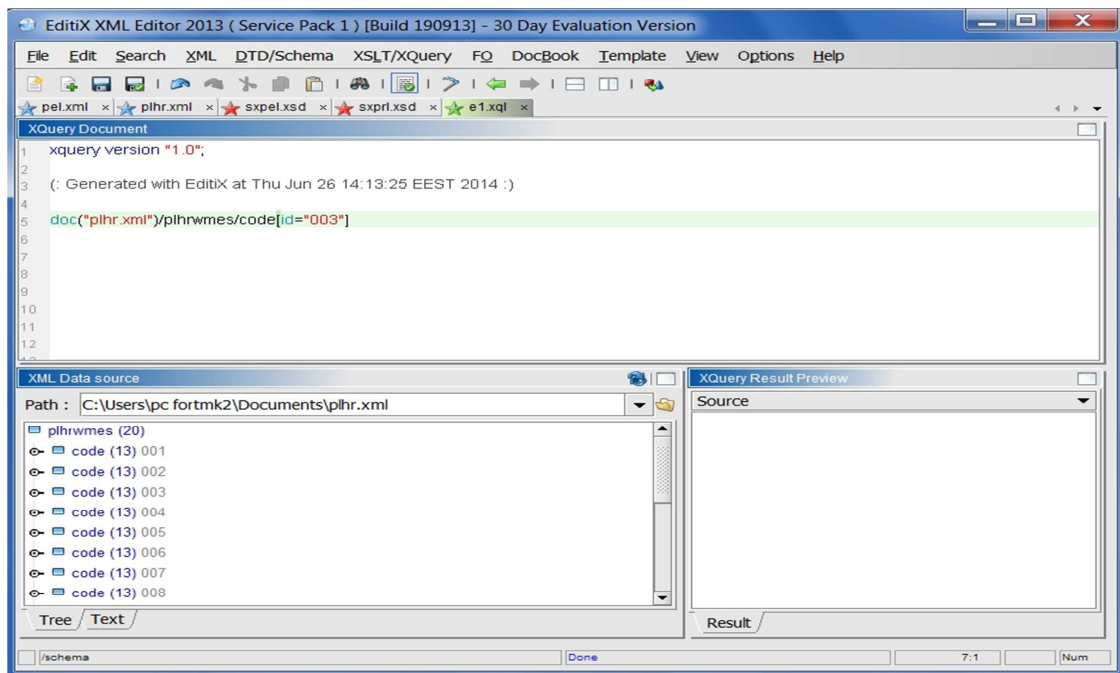 EditiX XML Editor 2013 ( Service Pack 1 ) [Build 190913] - 30 Day Evaluation Version
File Edit Search XML DTD/Schema XSLT/XQuery FO DocBook Template View Options Help
pel.xml × plhr.xml × sxpel.xsd × sxprl.xsd × e1.xql ×
XQuery Document
1 xquery version "1.0";
2
3 (: Generated with EditiX at Thu Jun 26 14:13:25 EEST 2014 :)
4
5 doc("plhr.xml")/plhrwmes/code[id="003"]
6
7
8
9
10
11
12
XML Data source
Path : C:\Users\pc fortmk2\Documents\plhr.xml
plhrwmes (20)
code (13) 001
code (13) 002
code (13) 003
code (13) 004
code (13) 005
code (13) 006
code (13) 007
code (13) 008
Tree Text
XQuery Result Preview
Source
Result
/schema Done 7:1 Num